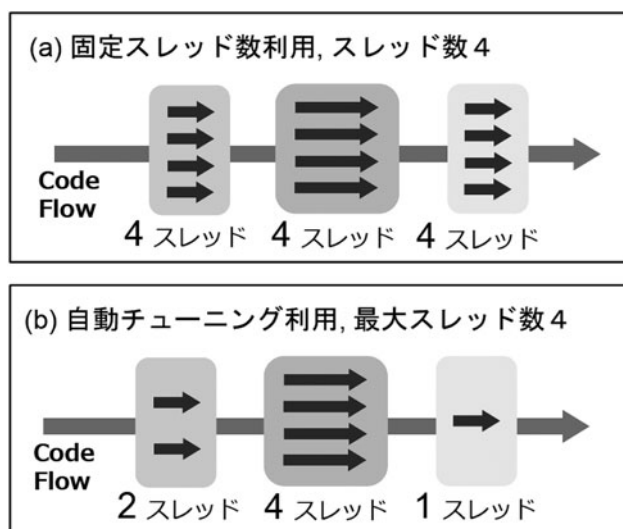 (a) 固定スレッド数利用, スレッド数４
Code
Flow
4 スレッド 4 スレッド 4 スレッド
(b) 自動チューニング利用, 最大スレッド数４
Code
Flow
2 スレッド 4 スレッド 1 スレッド